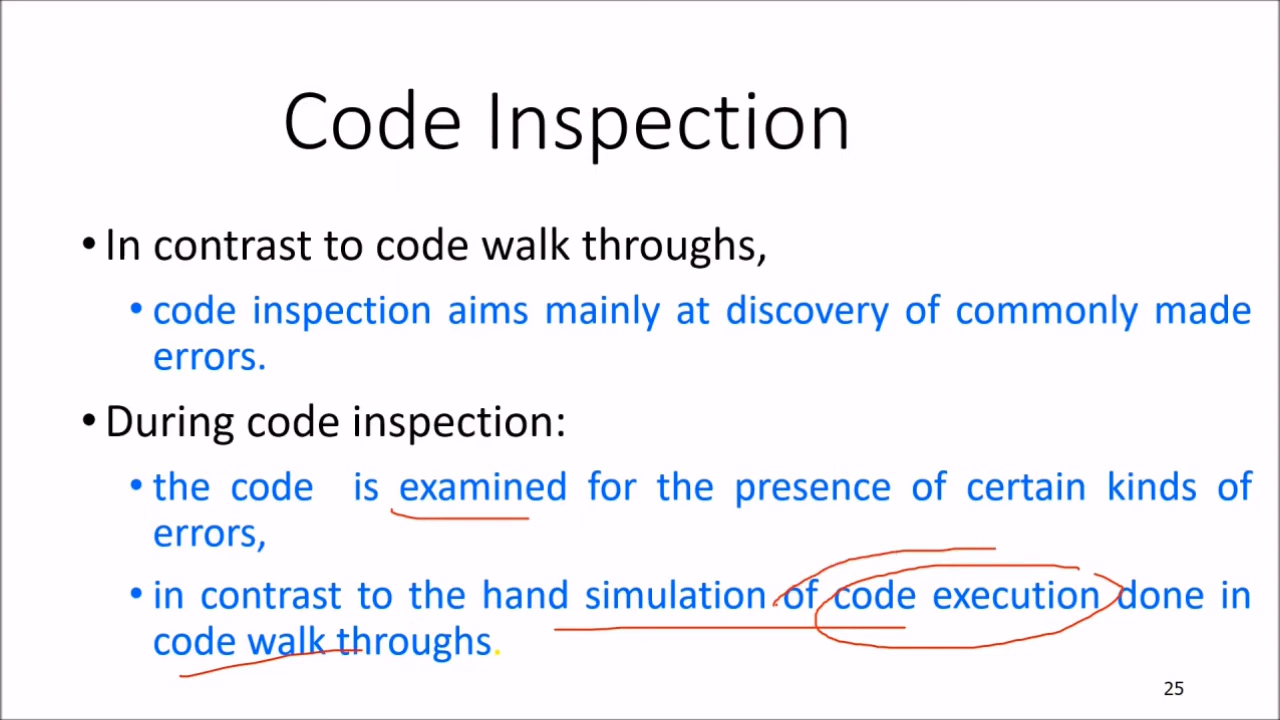 Code Inspection
• In contrast to code walk throughs,
• code inspection aims mainly at discovery of commonly made
errors.
• During code inspection:
• the code is examined for the presence of certain kinds of
errors,
• in contrast to the hand simulation of code execution done in
code walk throughs.
25